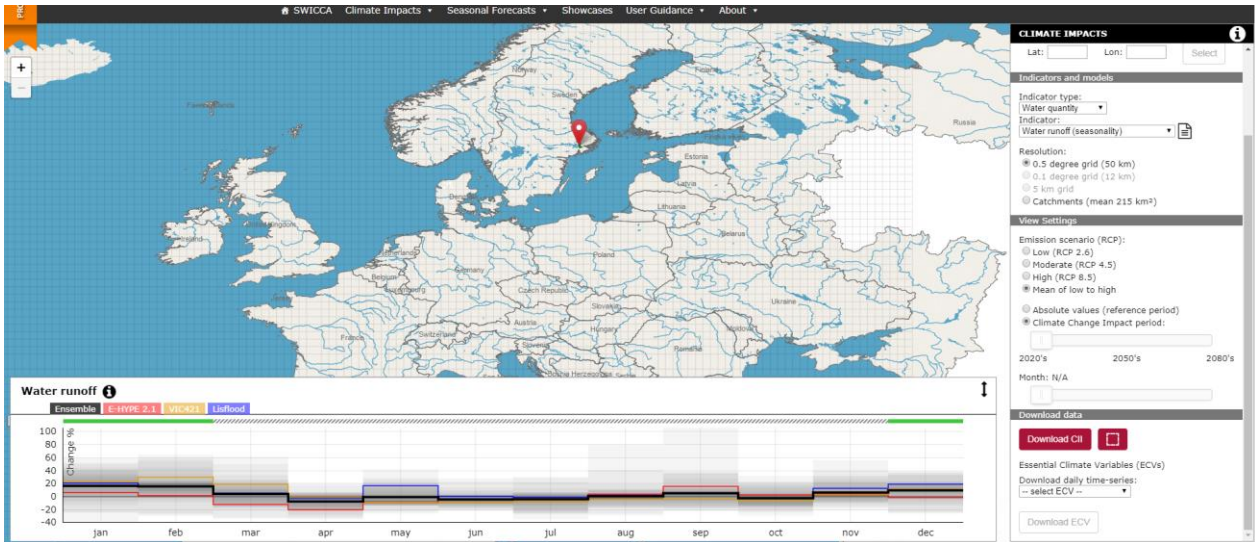 PRO
SWICCA Climate Impacts Seasonal Forecasts Showcases User Guidance About
+
−
Norway
Sweden
Finland
Russia
Estonia
Latvia
Lithuania
Belarus
Poland
Germany
Belgium
Luxembourg
Czech Republic
Slovakia
Ukraine
Austria
Hungary
Moldova
France
Switzerland
Slovenia
Romania
Bosnia Herzegovina
Ireland
United Kingdom
CLIMATE IMPACTS
Lat: Lon: Select
Indicators and models
Indicator type:
Water quantity
Indicator:
Water runoff (seasonality)
Resolution:
0.5 degree grid (50 km)
0.1 degree grid (12 km)
5 km grid
Catchments (mean 215 km²)
View Settings
Emission scenario (RCP):
Low (RCP 2.6)
Moderate (RCP 4.5)
High (RCP 8.5)
Mean of low to high
Absolute values (reference period)
Climate Change Impact period:
2020's 2050's 2080's
Month: N/A
Download data
Download CII
Essential Climate Variables (ECVs)
Download daily time-series:
-- select ECV --
Download ECV
Water runoff
Ensemble E-HYPE 2.1 VIC421 Lisflood
Change %
100
80
60
40
20
0
-20
-40
jan feb mar apr may jun jul aug sep oct nov dec